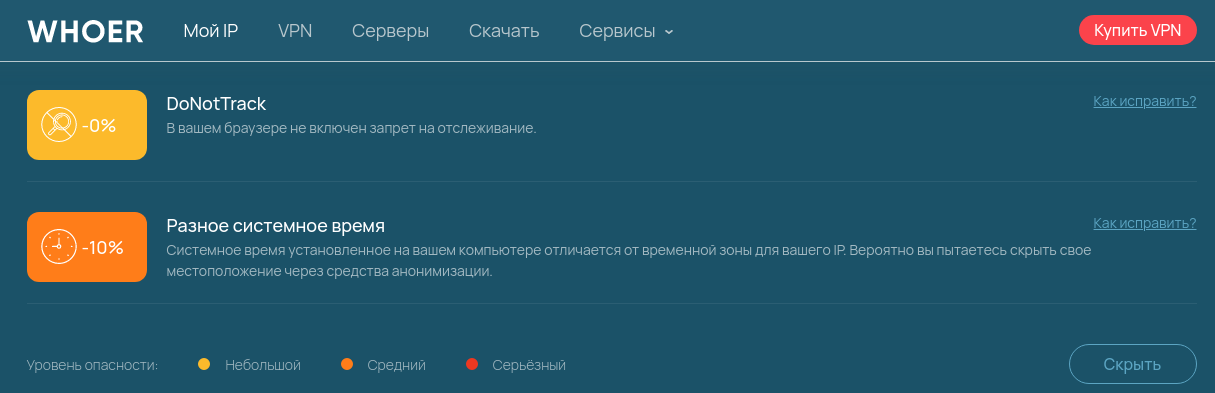 WHOER Мой IP VPN Серверы Скачать Сервисы Купить VPN
-0% DoNotTrack Как исправить?
В вашем браузере не включен запрет на отслеживание.
-10% Разное системное время Как исправить?
Системное время установленное на вашем компьютере отличается от временной зоны для вашего IP. Вероятно вы пытаетесь скрыть свое
местоположение через средства анонимизации.
Уровень опасности: Небольшой Средний Серьёзный Скрыть